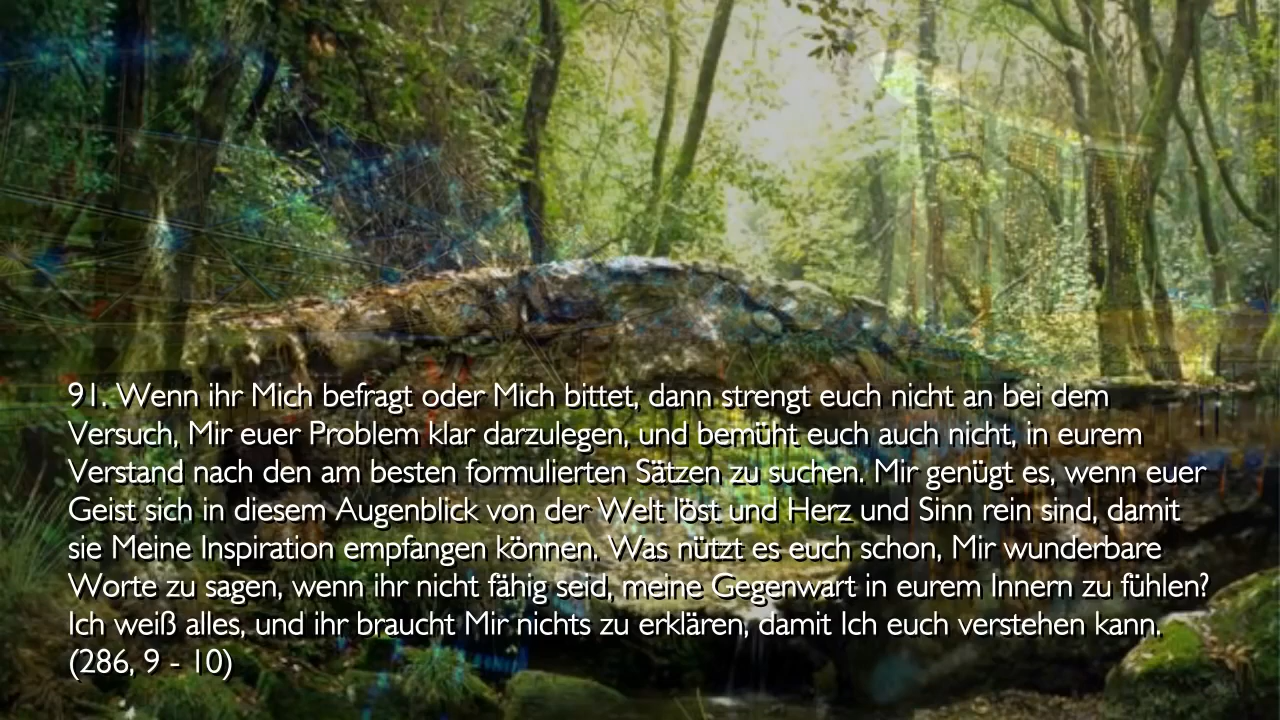 91. Wenn ihr Mich befragt oder Mich bittet, dann strengt euch nicht an bei dem
Versuch, Mir euer Problem klar darzulegen, und bemüht euch auch nicht, in eurem
Verstand nach den am besten formulierten Sätzen zu suchen. Mir genügt es, wenn euer
Geist sich in diesem Augenblick von der Welt löst und Herz und Sinn rein sind, damit
sie Meine Inspiration empfangen können. Was nützt es euch schon, Mir wunderbare
Worte zu sagen, wenn ihr nicht fähig seid, meine Gegenwart in eurem Innern zu fühlen?
Ich weiß alles, und ihr braucht Mir nichts zu erklären, damit Ich euch verstehen kann.
(286, 9 - 10)